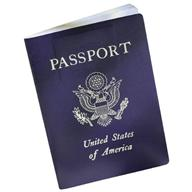 PASSPORT
United States
of America